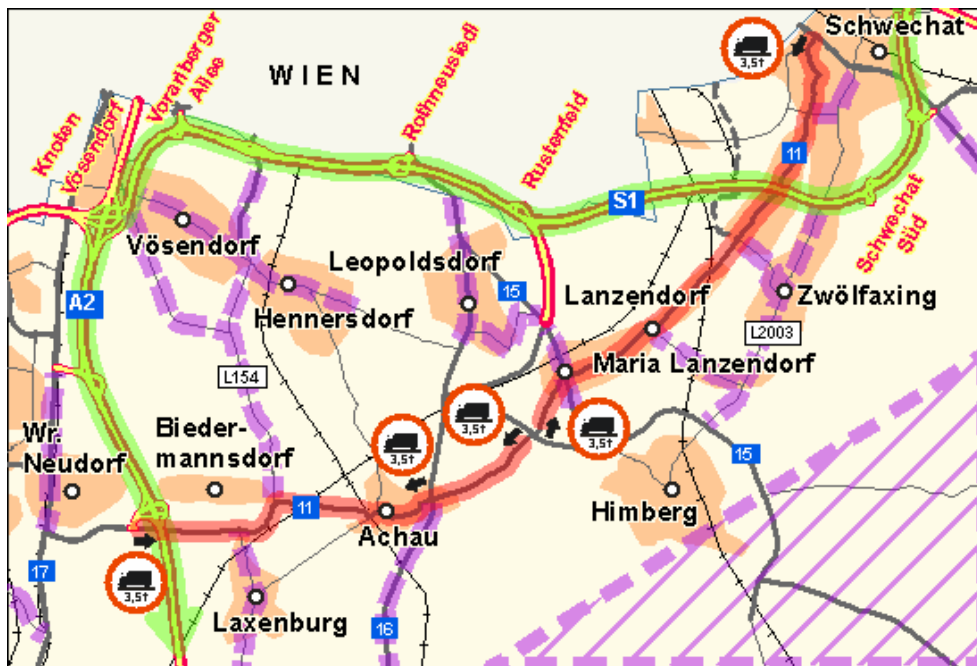 Schwechat
3,5t
WIEN
Knoten
Vösendorf
Vorarlberger
Allee
Rothneusiedl
Rustenfeld
11
S1
Schwechat
Süd
Vösendorf
Leopoldsdorf
15
Lanzendorf
Zwölfaxing
A2
Hennersdorf
L2003
Maria Lanzendorf
L154
3,5t
3,5t
3,5t
Wr.
Neudorf
Bieder-
mannsdorf
15
11
Achau
Himberg
17
3,5t
Laxenburg
16